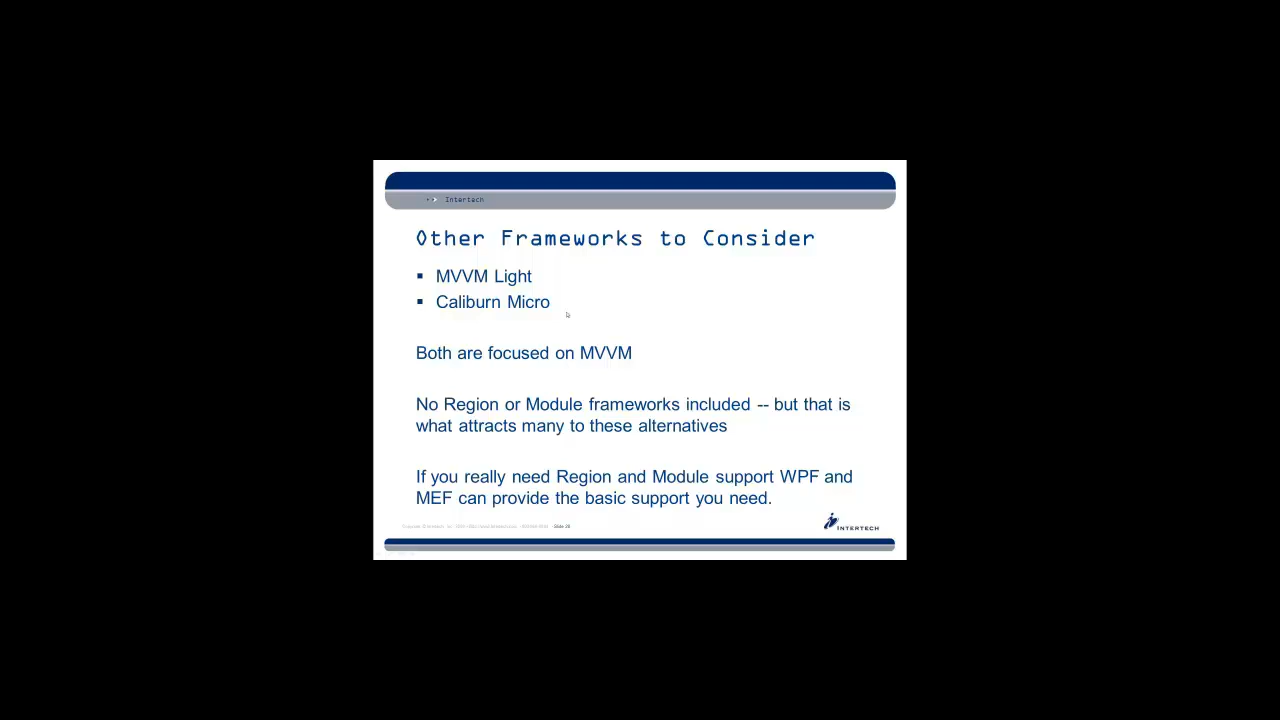 Intertech
Other Frameworks to Consider
▪ MVVM Light
▪ Caliburn Micro
Both are focused on MVVM
No Region or Module frameworks included -- but that is
what attracts many to these alternatives
If you really need Region and Module support WPF and
MEF can provide the basic support you need.
INTERTECH